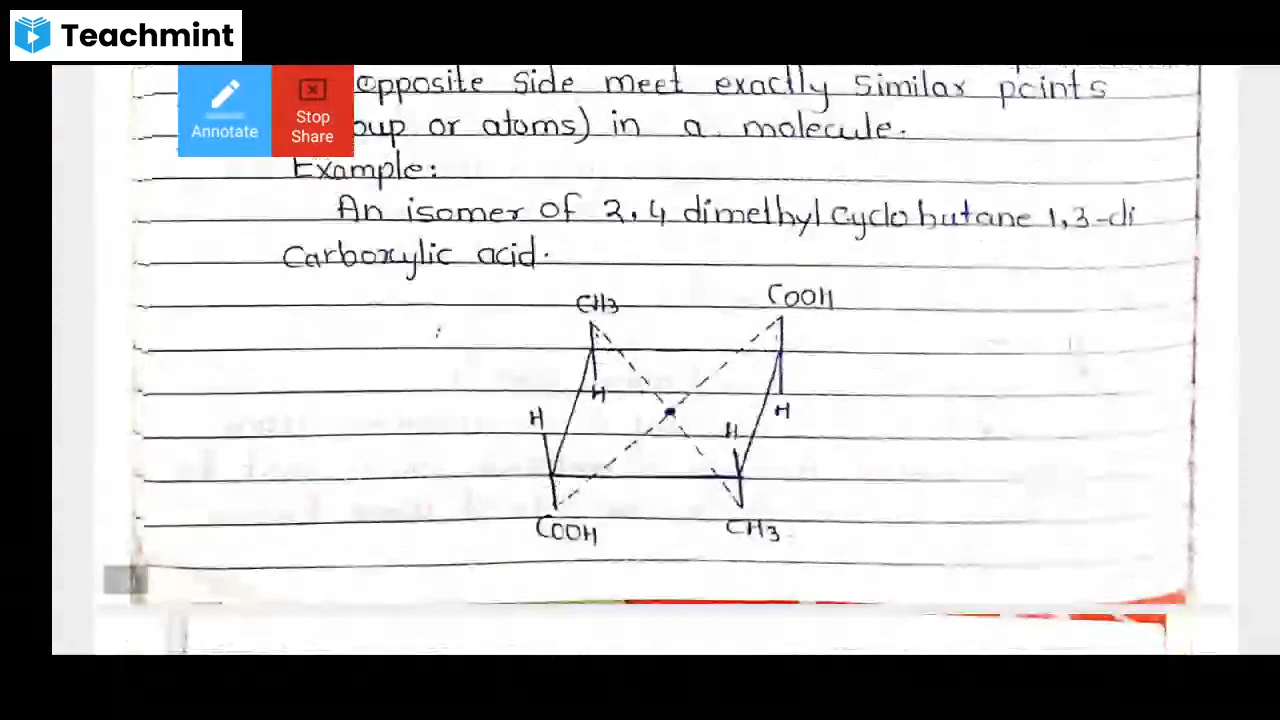 Teachmint
Annotate
Stop
Share
opposite side meet exactly similar points
oup or atoms) in a molecule.
Example:
An isomer of 2,4 dimethyl cyclobutane 1,3-di
Carboxylic acid.
CH3 COOH
H H
H H
COOH CH3